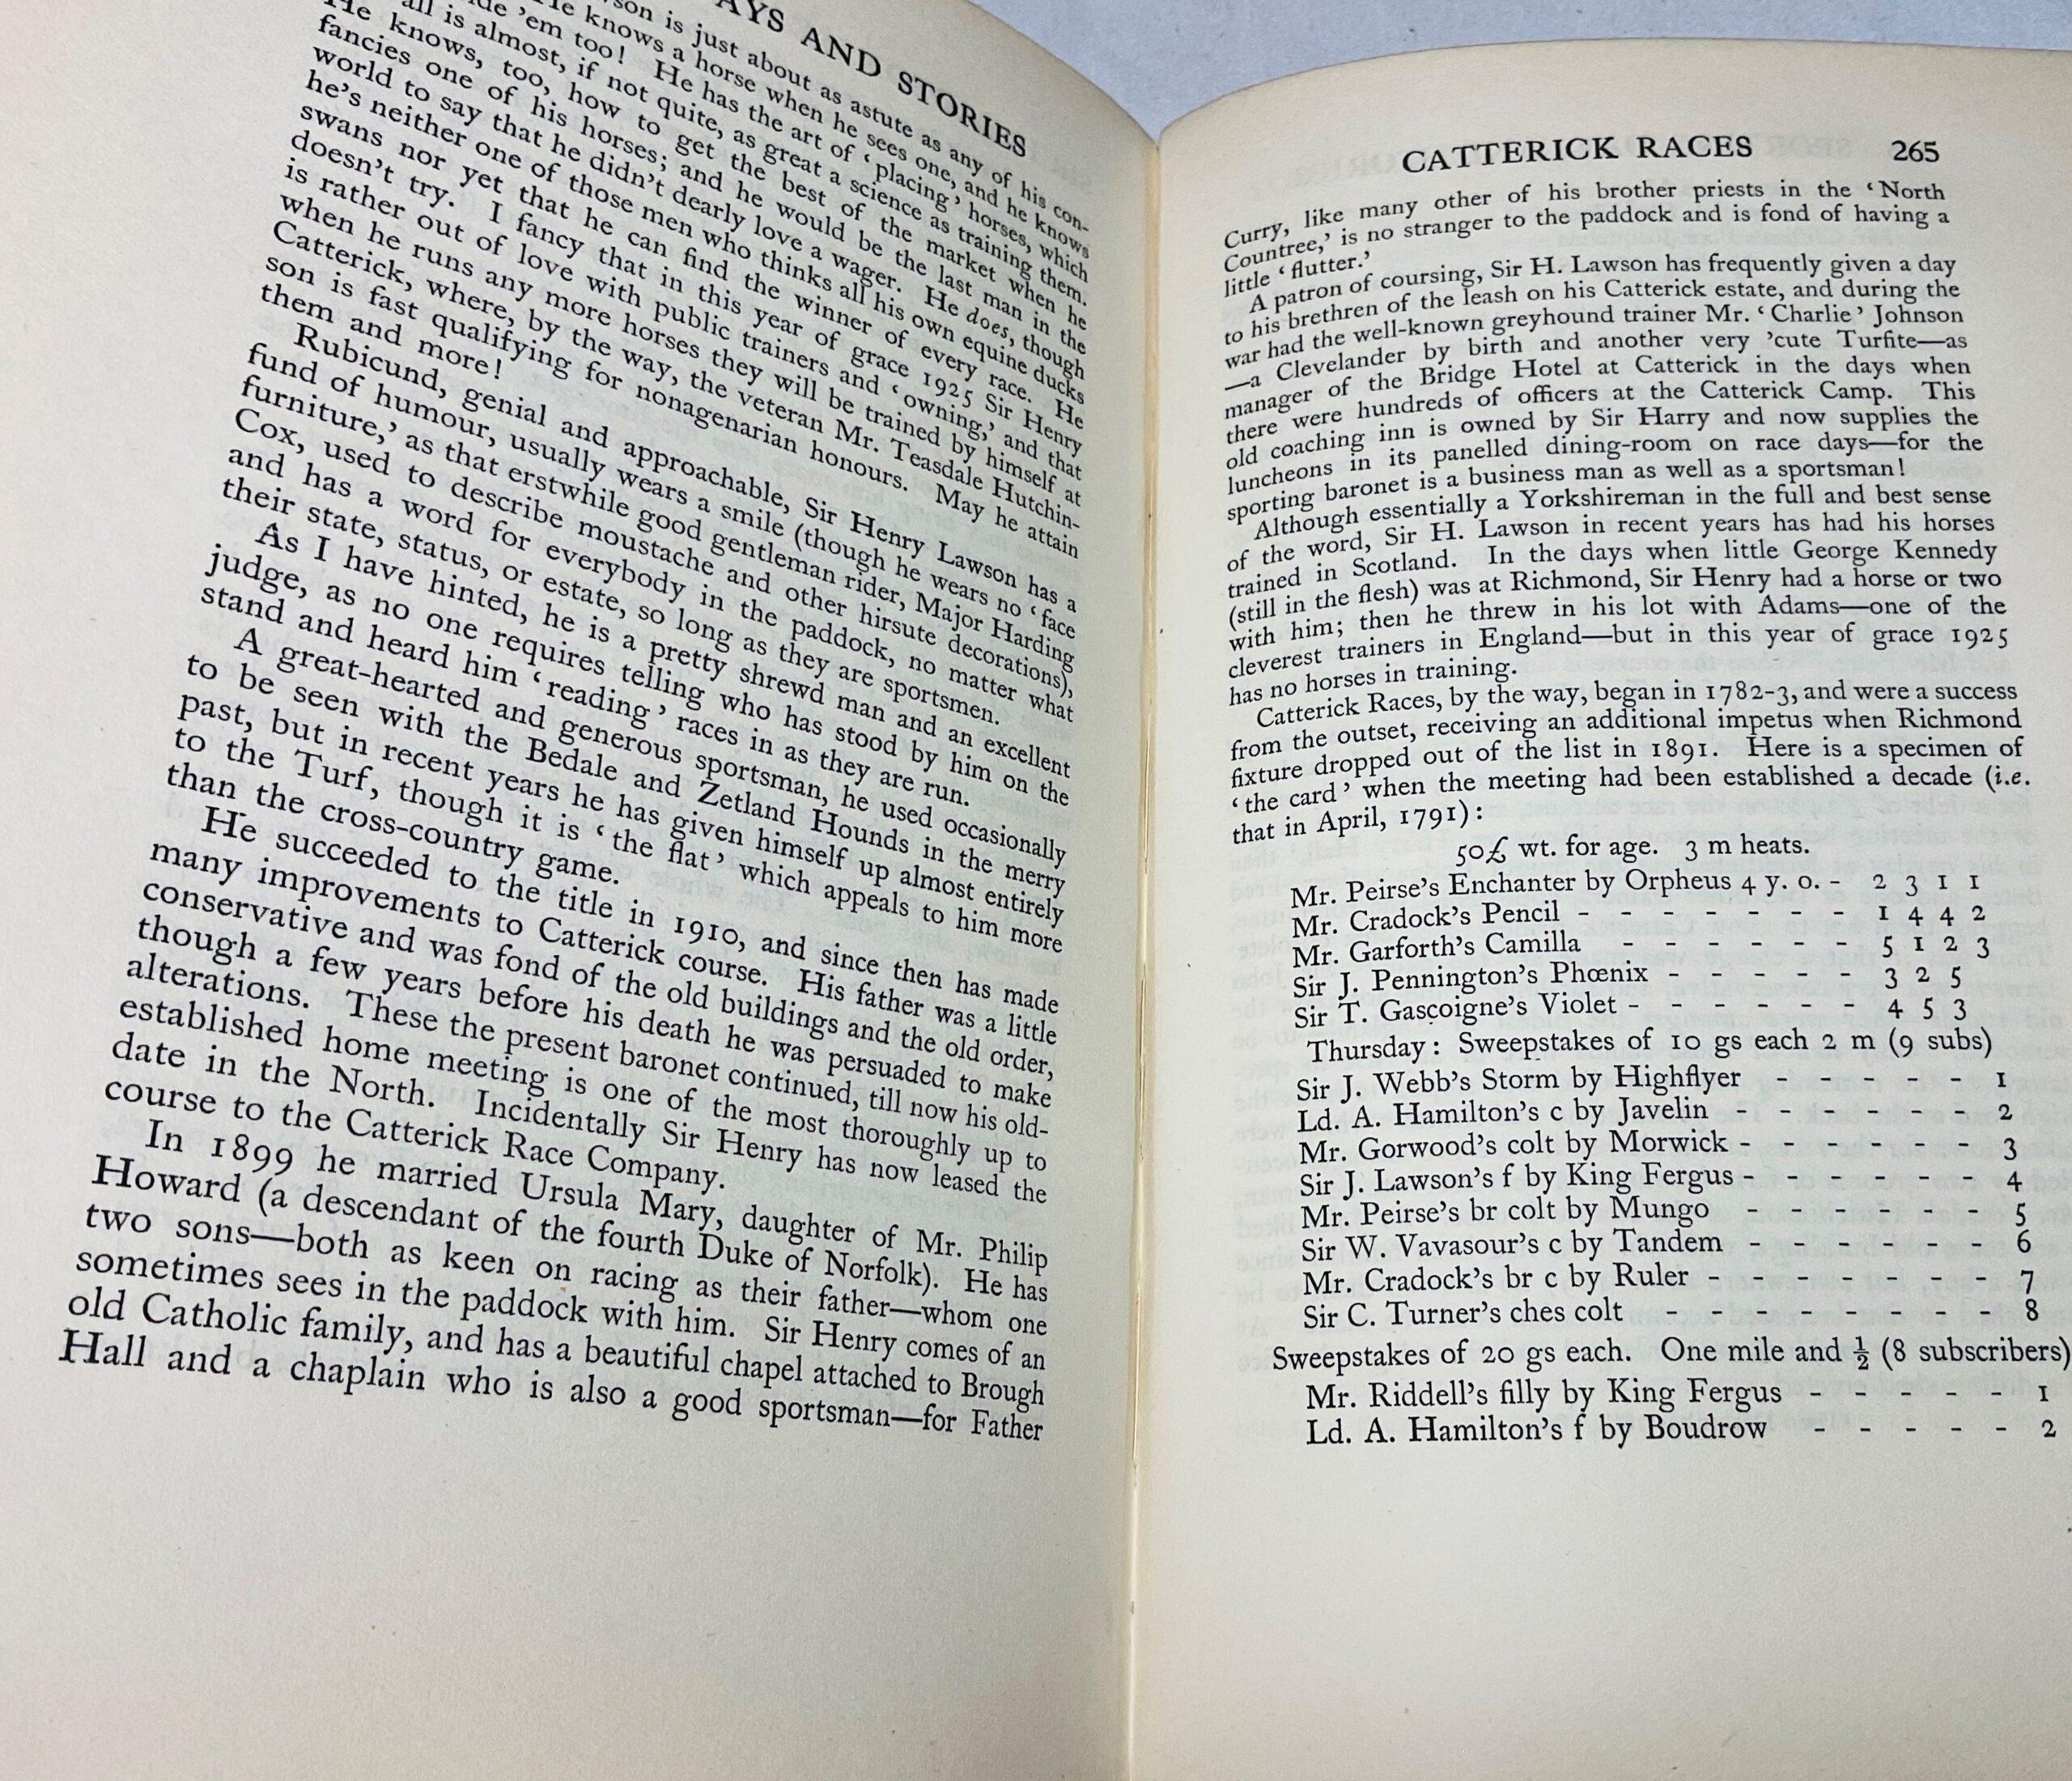 AYS AND STORIES
son is just about as astute as any of his con-
He knows a horse when he sees one, and he knows
'em too! He has the art of 'placing' horses, which
all is almost, if not quite, as great a science as training them.
He knows, too, how to get the best of the market when he
fancies one of his horses; and he would be the last man in the
world to say that he didn't dearly love a wager. He does, though
he's neither one of those men who thinks all his own equine ducks
swans nor yet that he can find the winner of every race. He
doesn't try. I fancy that in this year of grace 1925 Sir Henry
is rather out of love with public trainers and 'owning,' and that
when he runs any more horses they will be trained by himself at
Catterick, where, by the way, the veteran Mr. Teasdale Hutchin-
son is fast qualifying for nonagenarian honours. May he attain
them and more!
Rubicund, genial and approachable, Sir Henry Lawson has a
fund of humour, usually wears a smile (though he wears no 'face
furniture,' as that erstwhile good gentleman rider, Major Harding
Cox, used to describe moustache and other hirsute decorations),
and has a word for everybody in the paddock, no matter what
their state, status, or estate, so long as they are sportsmen.
As I have hinted, he is a pretty shrewd man and an excellent
judge, as no one requires telling who has stood by him on the
stand and heard him 'reading' races in as they are run.
A great-hearted and generous sportsman, he used occasionally
to be seen with the Bedale and Zetland Hounds in the merry
past, but in recent years he has given himself up almost entirely
to the Turf, though it is 'the flat' which appeals to him more
than the cross-country game.
He succeeded to the title in 1910, and since then has made
many improvements to Catterick course. His father was a little
conservative and was fond of the old buildings and the old order,
though a few years before his death he was persuaded to make
alterations. These the present baronet continued, till now his old-
established home meeting is one of the most thoroughly up to
date in the North. Incidentally Sir Henry has now leased the
course to the Catterick Race Company.
In 1899 he married Ursula Mary, daughter of Mr. Philip
Howard (a descendant of the fourth Duke of Norfolk). He has
two sons—both as keen on racing as their father—whom one
sometimes sees in the paddock with him. Sir Henry comes of an
old Catholic family, and has a beautiful chapel attached to Brough
Hall and a chaplain who is also a good sportsman—for Father
CATTERICK RACES 265
Curry, like many other of his brother priests in the 'North
Countree,' is no stranger to the paddock and is fond of having a
little 'flutter.'
A patron of coursing, Sir H. Lawson has frequently given a day
to his brethren of the leash on his Catterick estate, and during the
war had the well-known greyhound trainer Mr. 'Charlie' Johnson
—a Clevelander by birth and another very 'cute Turfite—as
manager of the Bridge Hotel at Catterick in the days when
there were hundreds of officers at the Catterick Camp. This
old coaching inn is owned by Sir Harry and now supplies the
luncheons in its panelled dining-room on race days—for the
sporting baronet is a business man as well as a sportsman!
Although essentially a Yorkshireman in the full and best sense
of the word, Sir H. Lawson in recent years has had his horses
trained in Scotland. In the days when little George Kennedy
(still in the flesh) was at Richmond, Sir Henry had a horse or two
with him; then he threw in his lot with Adams—one of the
cleverest trainers in England—but in this year of grace 1925
has no horses in training.
Catterick Races, by the way, began in 1782-3, and were a success
from the outset, receiving an additional impetus when Richmond
fixture dropped out of the list in 1891. Here is a specimen of
'the card' when the meeting had been established a decade (i.e.
that in April, 1791):
50£ wt. for age. 3 m heats.
Mr. Peirse's Enchanter by Orpheus 4 y. o. - 2 3 1 1
Mr. Cradock's Pencil - - - - - - - 1 4 4 2
Mr. Garforth's Camilla - - - - - - 5 1 2 3
Sir J. Pennington's Phœnix - - - - - 3 2 5
Sir T. Gascoigne's Violet - - - - - - 4 5 3
Thursday: Sweepstakes of 10 gs each 2 m (9 subs)
Sir J. Webb's Storm by Highflyer - - - - - 1
Ld. A. Hamilton's c by Javelin - - - - - - 2
Mr. Gorwood's colt by Morwick - - - - - - 3
Sir J. Lawson's f by King Fergus - - - - - - 4
Mr. Peirse's br colt by Mungo - - - - - - 5
Sir W. Vavasour's c by Tandem - - - - - - 6
Mr. Cradock's br c by Ruler - - - - - - - 7
Sir C. Turner's ches colt - - - - - - - - 8
Sweepstakes of 20 gs each. One mile and ½ (8 subscribers)
Mr. Riddell's filly by King Fergus - - - - - 1
Ld. A. Hamilton's f by Boudrow - - - - - 2